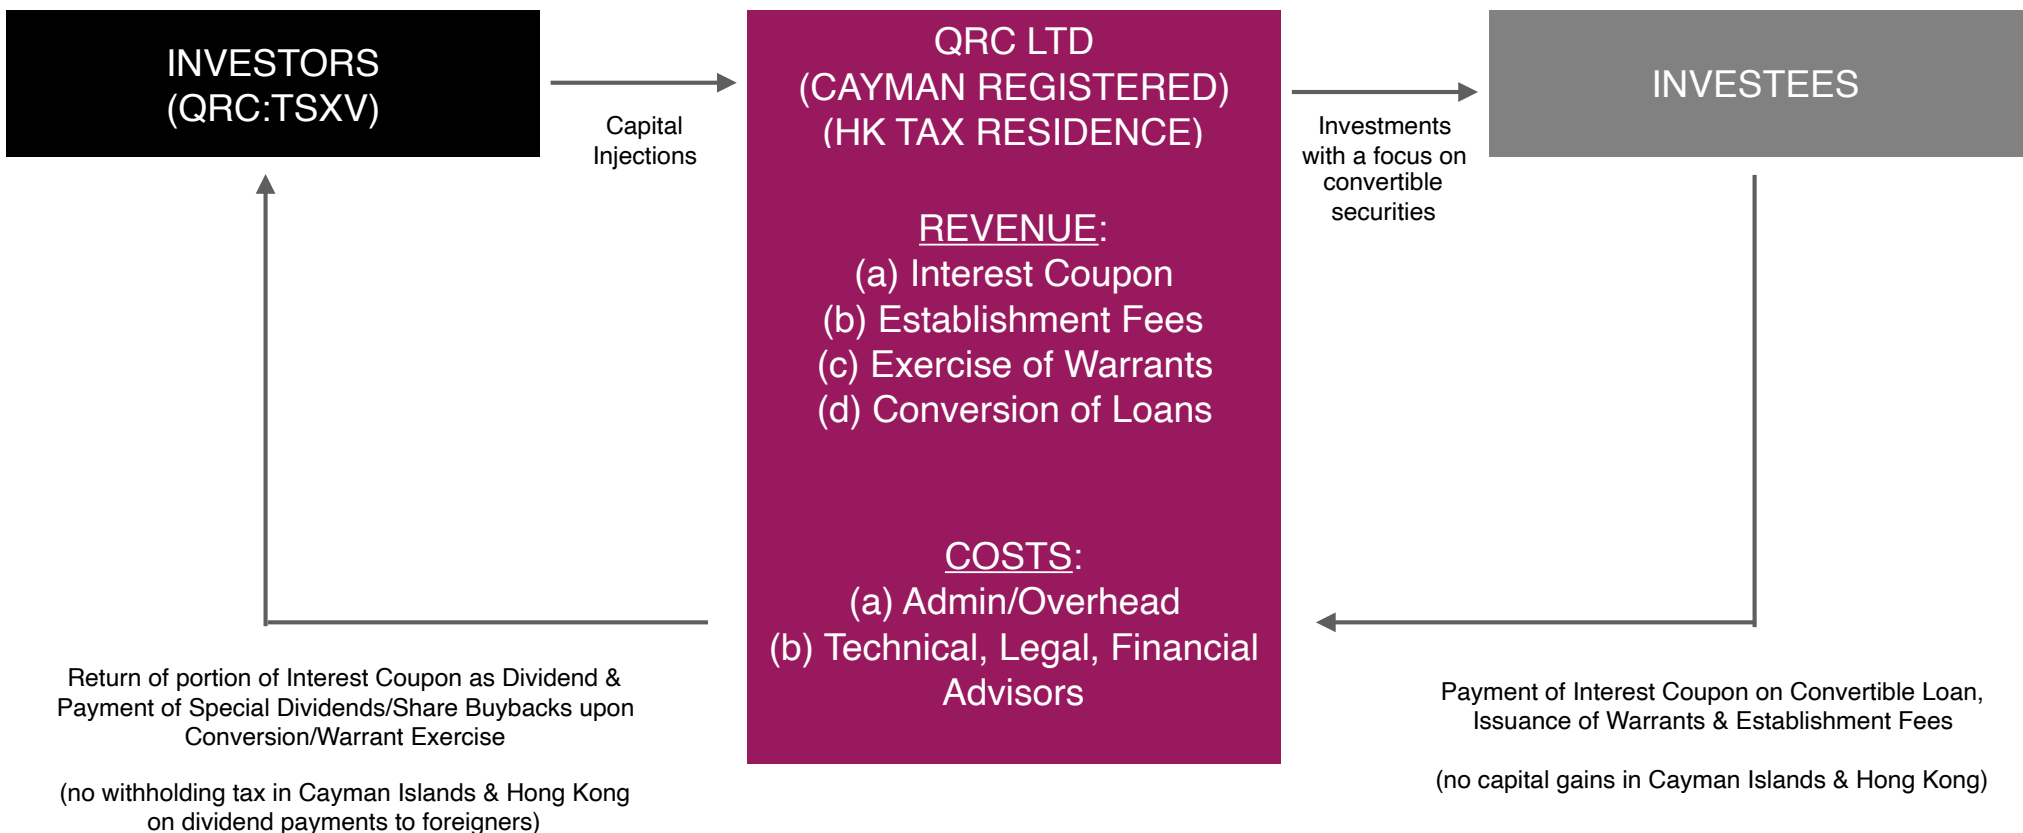 INVESTORS
(QRC:TSXV)
Capital
Injections
QRC LTD
(CAYMAN REGISTERED)
(HK TAX RESIDENCE)
REVENUE:
(a) Interest Coupon
(b) Establishment Fees
(c) Exercise of Warrants
(d) Conversion of Loans
COSTS:
(a) Admin/Overhead
(b) Technical, Legal, Financial
Advisors
Investments
with a focus on
convertible
securities
INVESTEES
Return of portion of Interest Coupon as Dividend &
Payment of Special Dividends/Share Buybacks upon
Conversion/Warrant Exercise
(no withholding tax in Cayman Islands & Hong Kong
on dividend payments to foreigners)
Payment of Interest Coupon on Convertible Loan,
Issuance of Warrants & Establishment Fees
(no capital gains in Cayman Islands & Hong Kong)